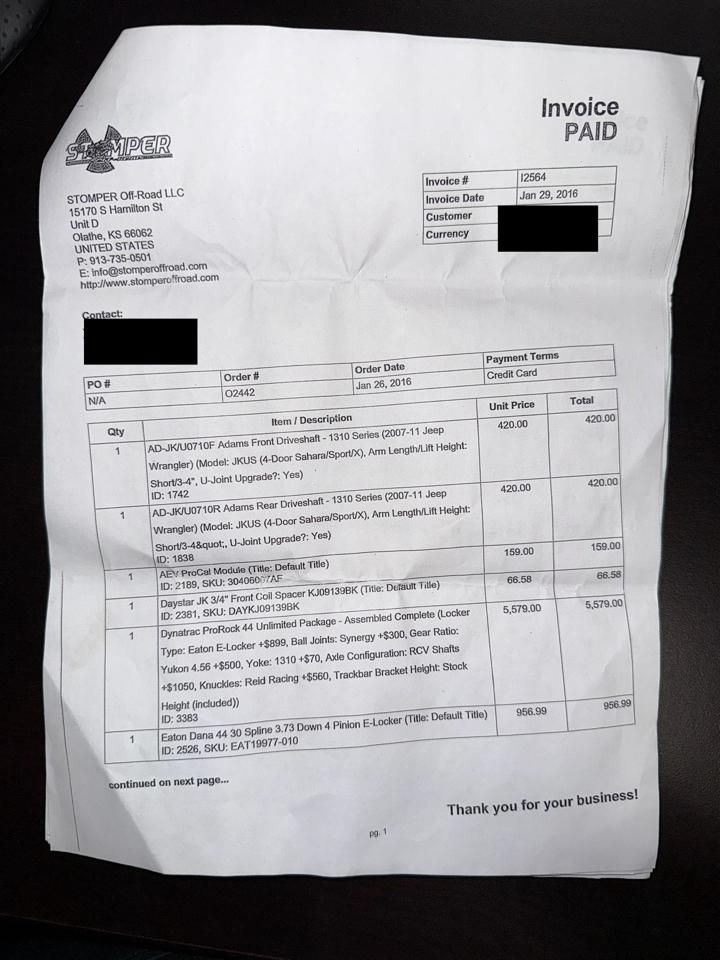 Invoice
PAID
STOMPER
STOMPER Off-Road LLC
15170 S Hamilton St
Unit D
Olathe, KS 66062
UNITED STATES
P: 913-735-0501
E: info@stomperoffroad.com
http://www.stomperoffroad.com
Invoice # I2564
Invoice Date Jan 29, 2016
Customer
Currency
Contact:
PO # Order # Order Date Payment Terms
N/A O2442 Jan 26, 2016 Credit Card
Qty Item / Description Unit Price Total
1 AD-JK/U0710F Adams Front Driveshaft - 1310 Series (2007-11 Jeep 420.00 420.00
Wrangler) (Model: JKUS (4-Door Sahara/Sport/X), Arm Length/Lift Height:
Short/3-4", U-Joint Upgrade?: Yes)
ID: 1742
1 AD-JK/U0710R Adams Rear Driveshaft - 1310 Series (2007-11 Jeep 420.00 420.00
Wrangler) (Model: JKUS (4-Door Sahara/Sport/X), Arm Length/Lift Height:
Short/3-4&quot;, U-Joint Upgrade?: Yes)
ID: 1838
1 AEV ProCal Module (Title: Default Title) 159.00 159.00
ID: 2189, SKU:
1 Daystar JK 3/4" Front Coil Spacer KJ09139BK (Title: Default Title) 66.58 66.58
ID: 2381, SKU: DAYKJ09139BK
1 Dynatrac ProRock 44 Unlimited Package - Assembled Complete (Locker 5,579.00 5,579.00
Type: Eaton E-Locker +$899, Ball Joints: Synergy +$300, Gear Ratio:
Yukon 4.56 +$500, Yoke: 1310 +$70, Axle Configuration: RCV Shafts
+$1050, Knuckles: Reid Racing +$560, Trackbar Bracket Height: Stock
Height (included))
ID: 3383
1 Eaton Dana 44 30 Spline 3.73 Down 4 Pinion E-Locker (Title: Default Title) 956.99 956.99
ID: 2526, SKU: EAT19977-010
continued on next page...
Thank you for your business!
pg. 1